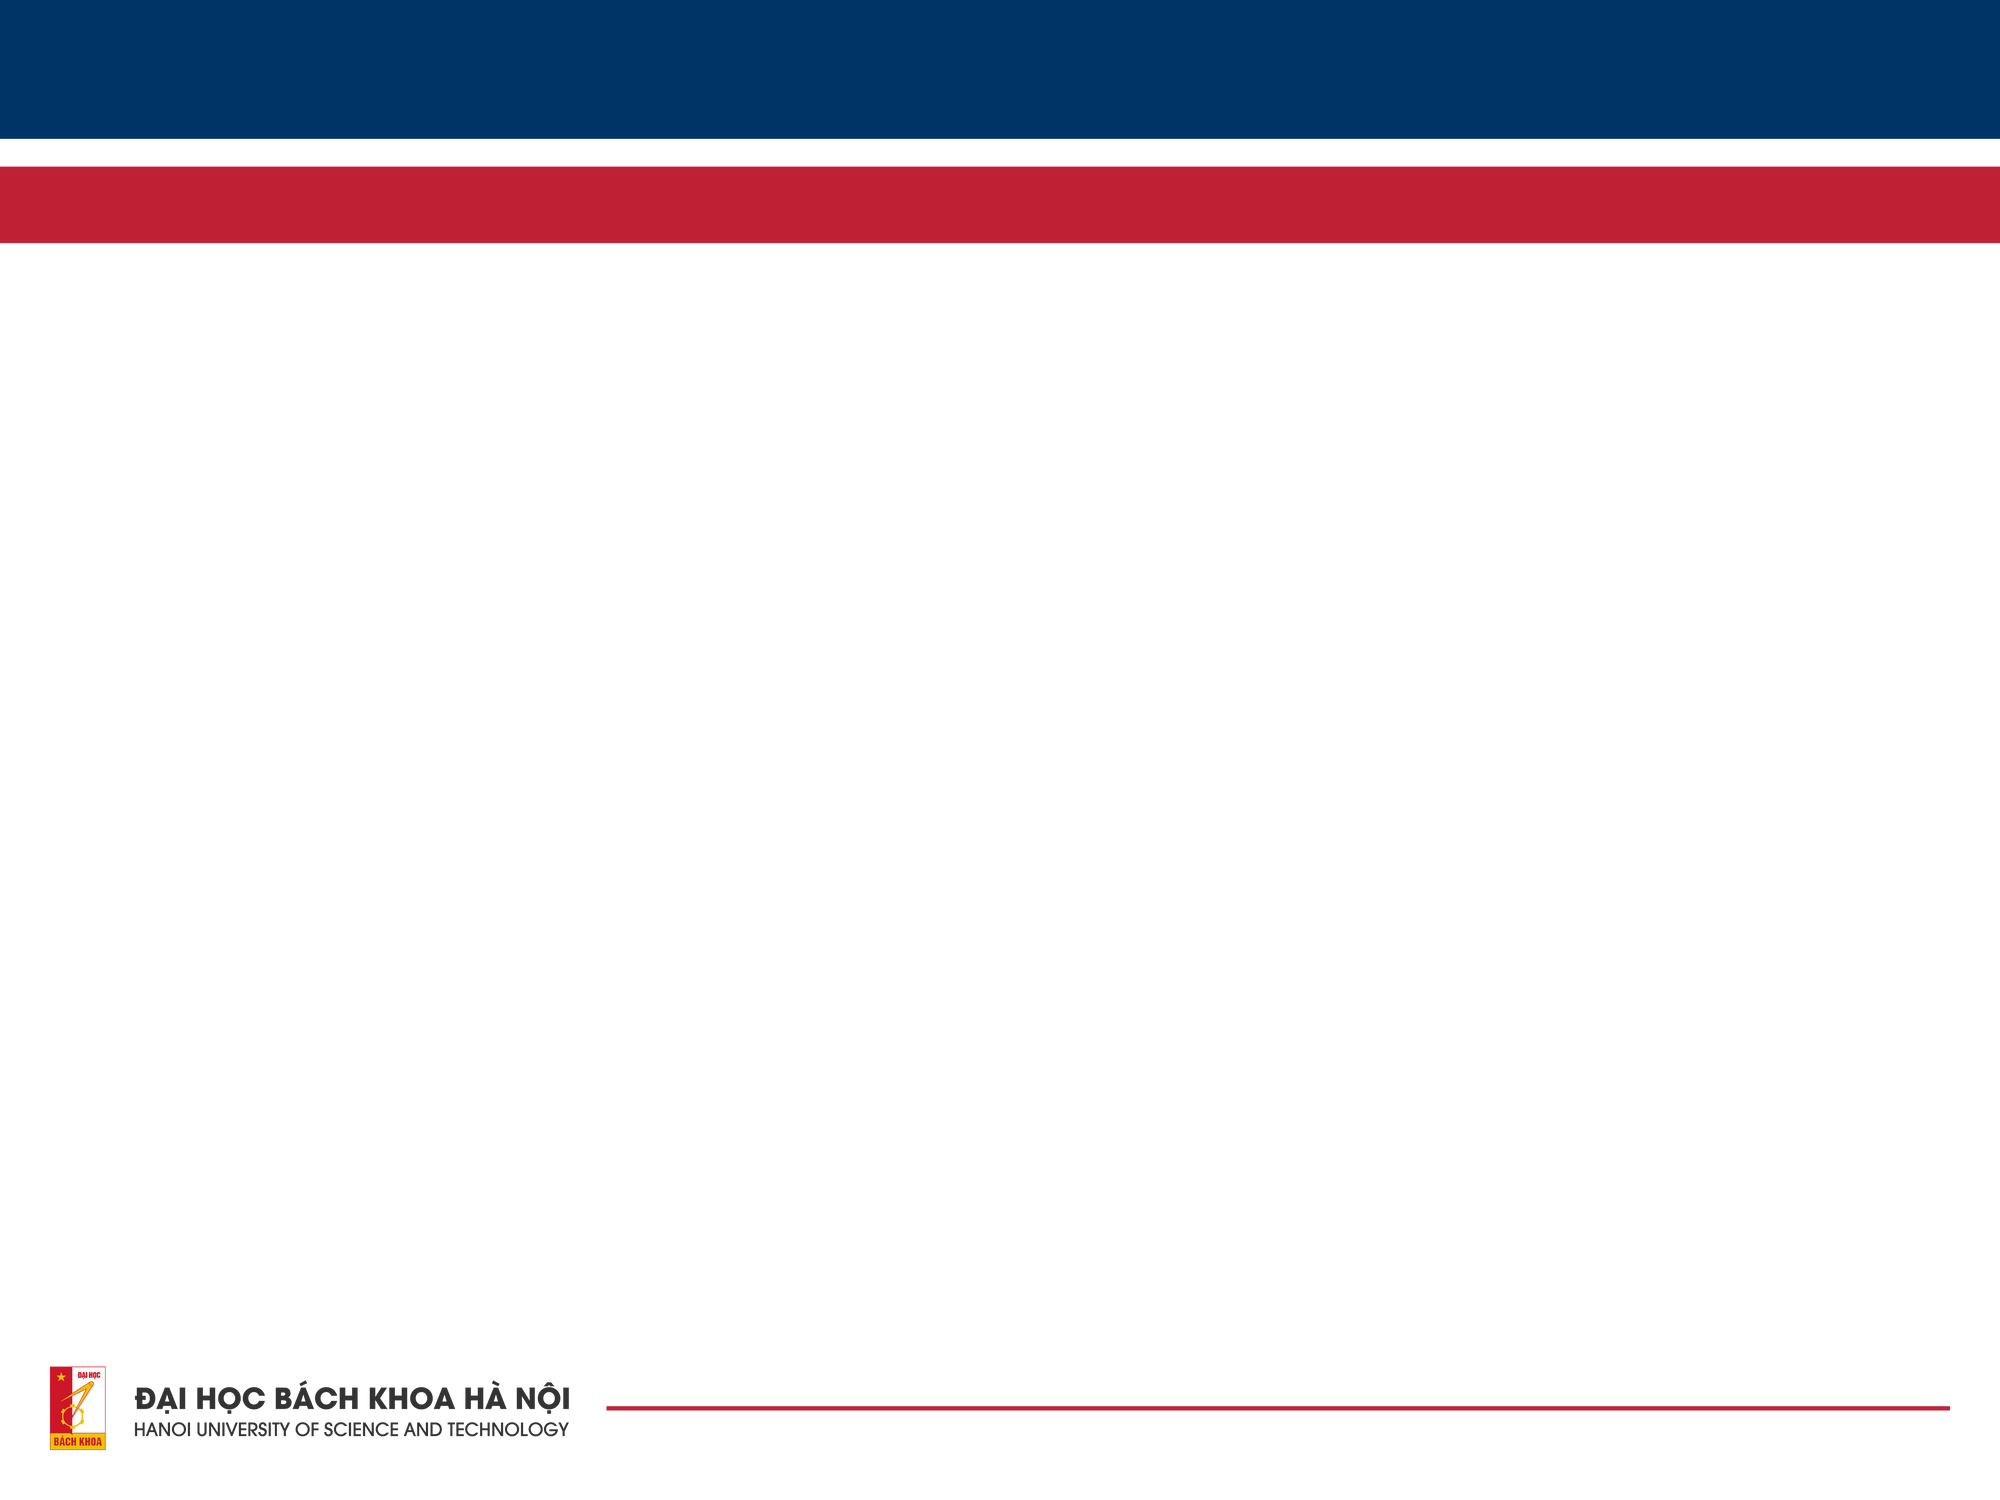 ĐẠI HỌC
BÁCH KHOA
ĐẠI HỌC BÁCH KHOA HÀ NỘI
HANOI UNIVERSITY OF SCIENCE AND TECHNOLOGY